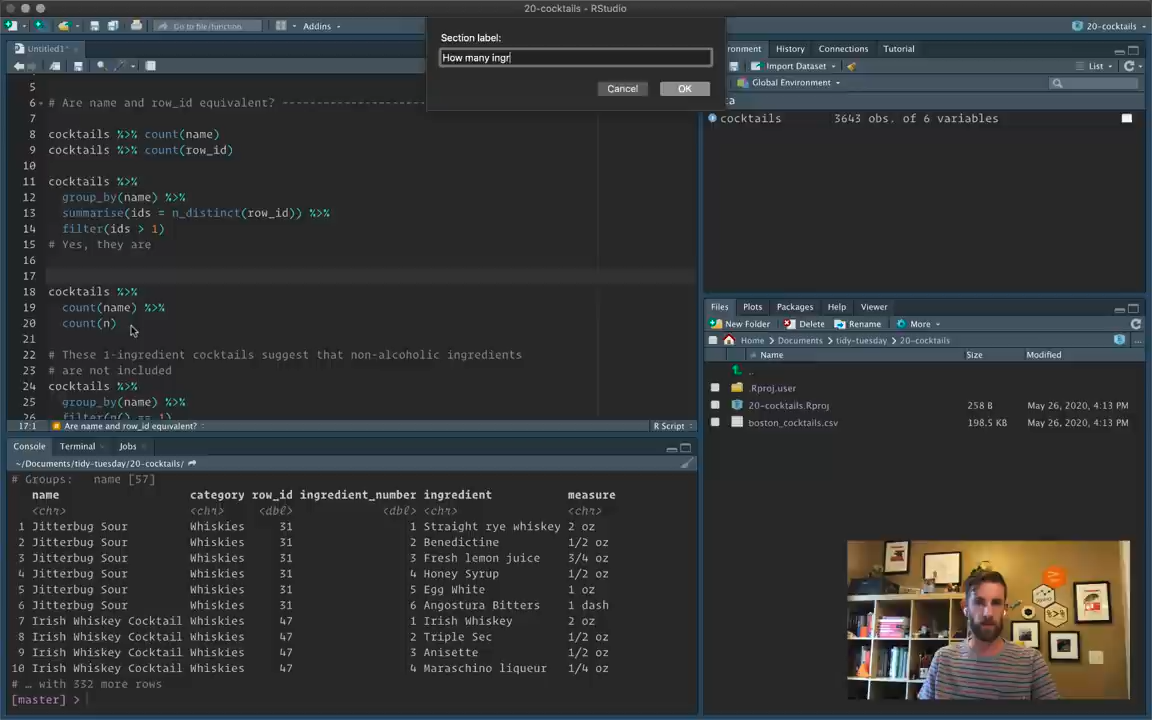 20-cocktails - RStudio
Go to file/function
Addins
20-cocktails
Untitled1*
Section label:
How many ingr
Cancel
OK
ronment
History
Connections
Tutorial
Import Dataset
List
Global Environment
ta
cocktails 3643 obs. of 6 variables
5
6 # Are name and row_id equivalent? --------------------
7
8 cocktails %>% count(name)
9 cocktails %>% count(row_id)
10
11 cocktails %>%
12 group_by(name) %>%
13 summarise(ids = n_distinct(row_id)) %>%
14 filter(ids > 1)
15 # Yes, they are
16
17
18 cocktails %>%
19 count(name) %>%
20 count(n)
21
22 # These 1-ingredient cocktails suggest that non-alcoholic ingredients
23 # are not included
24 cocktails %>%
25 group_by(name) %>%
26 filter(n() == 1)
17:1 Are name and row_id equivalent? R Script
Console
Terminal
Jobs
~/Documents/tidy-tuesday/20-cocktails/
# Groups: name [57]
name category row_id ingredient_number ingredient measure
<chr> <chr> <dbl> <dbl> <chr> <chr>
1 Jitterbug Sour Whiskies 31 1 Straight rye whiskey 2 oz
2 Jitterbug Sour Whiskies 31 2 Benedictine 1/2 oz
3 Jitterbug Sour Whiskies 31 3 Fresh lemon juice 3/4 oz
4 Jitterbug Sour Whiskies 31 4 Honey Syrup 1/2 oz
5 Jitterbug Sour Whiskies 31 5 Egg White 1 oz
6 Jitterbug Sour Whiskies 31 6 Angostura Bitters 1 dash
7 Irish Whiskey Cocktail Whiskies 47 1 Irish Whiskey 2 oz
8 Irish Whiskey Cocktail Whiskies 47 2 Triple Sec 1/2 oz
9 Irish Whiskey Cocktail Whiskies 47 3 Anisette 1/2 oz
10 Irish Whiskey Cocktail Whiskies 47 4 Maraschino liqueur 1/4 oz
# … with 332 more rows
[master] >
Files
Plots
Packages
Help
Viewer
New Folder
Delete
Rename
More
Home
Documents
tidy-tuesday
20-cocktails
...
Name Size Modified
..
.Rproj.user
20-cocktails.Rproj 258 B May 26, 2020, 4:13 PM
boston_cocktails.csv 198.5 KB May 26, 2020, 4:13 PM